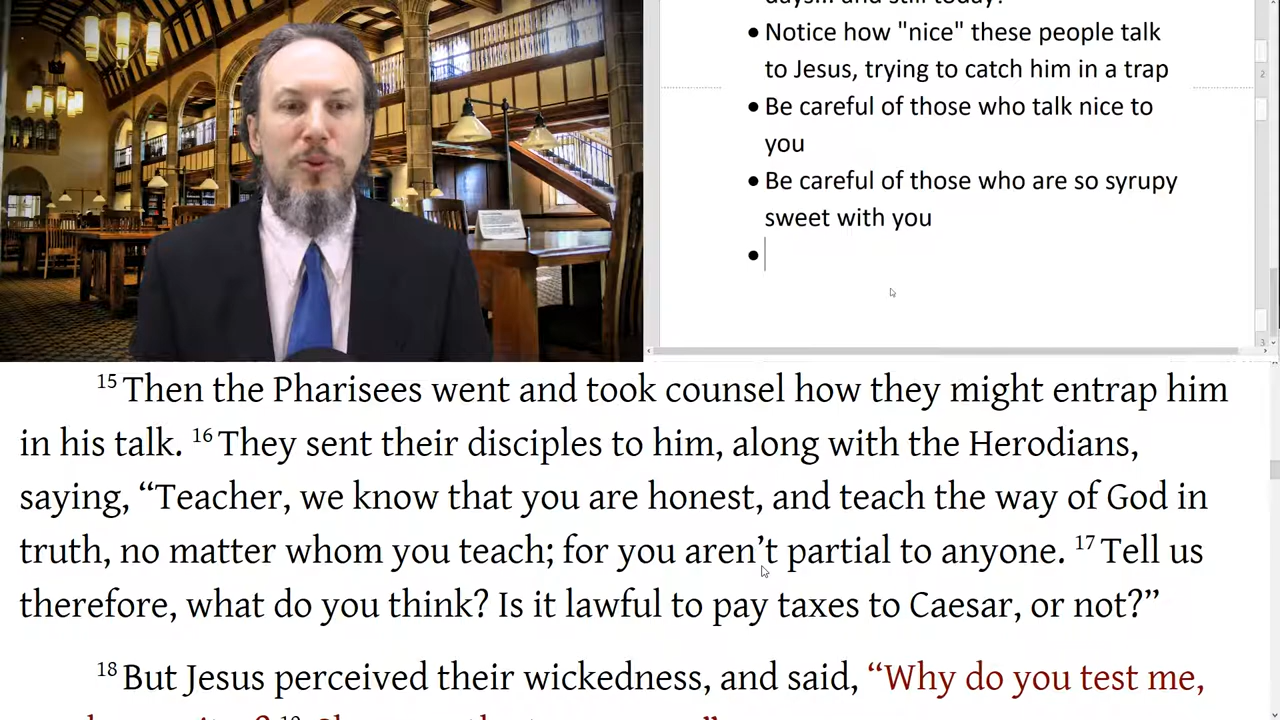 days... and still today!
• Notice how "nice" these people talk
to Jesus, trying to catch him in a trap
• Be careful of those who talk nice to
you
• Be careful of those who are so syrupy
sweet with you
•
2
3
15 Then the Pharisees went and took counsel how they might entrap him
in his talk. 16 They sent their disciples to him, along with the Herodians,
saying, “Teacher, we know that you are honest, and teach the way of God in
truth, no matter whom you teach; for you aren’t partial to anyone. 17 Tell us
therefore, what do you think? Is it lawful to pay taxes to Caesar, or not?”
18 But Jesus perceived their wickedness, and said, “Why do you test me,